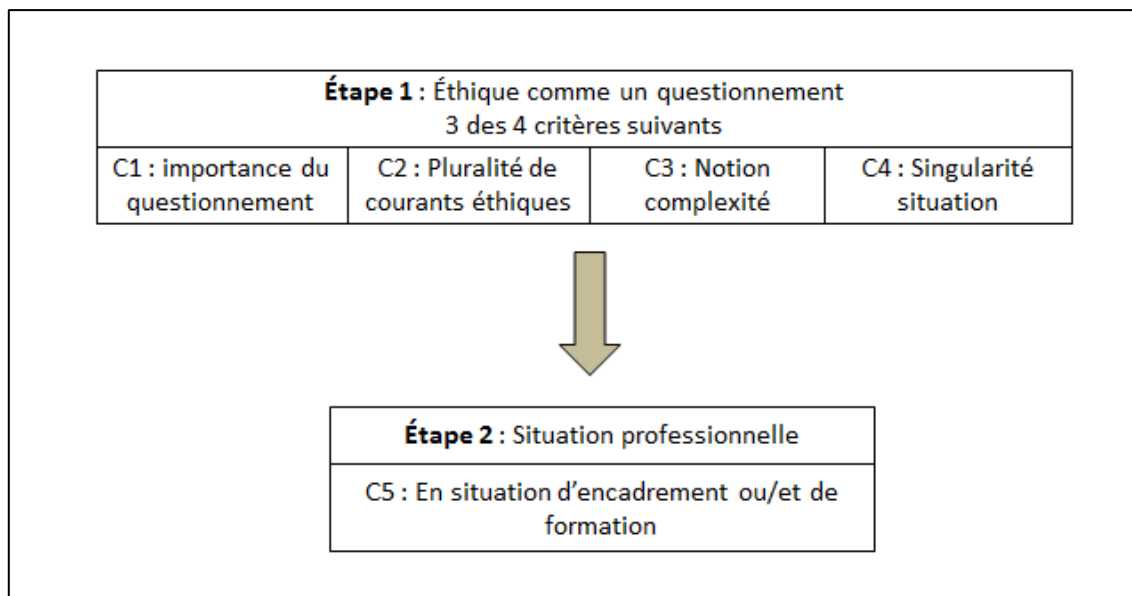 Étape 1 : Éthique comme un questionnement
3 des 4 critères suivants
C1 : importance du
questionnement
C2 : Pluralité de
courants éthiques
C3 : Notion
complexité
C4 : Singularité
situation
Étape 2 : Situation professionnelle
C5 : En situation d’encadrement ou/et de
formation